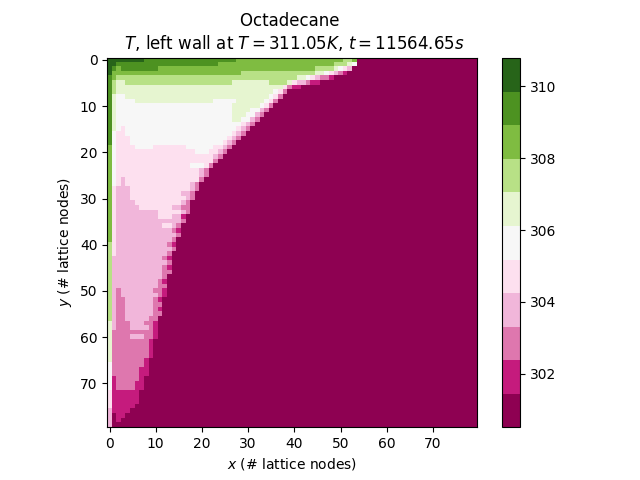 Octadecane
T, left wall at T = 311.05K, t = 11564.65s
0
10
20
30
40
50
60
70
y (# lattice nodes)
0 10 20 30 40 50 60 70
x (# lattice nodes)
310
308
306
304
302